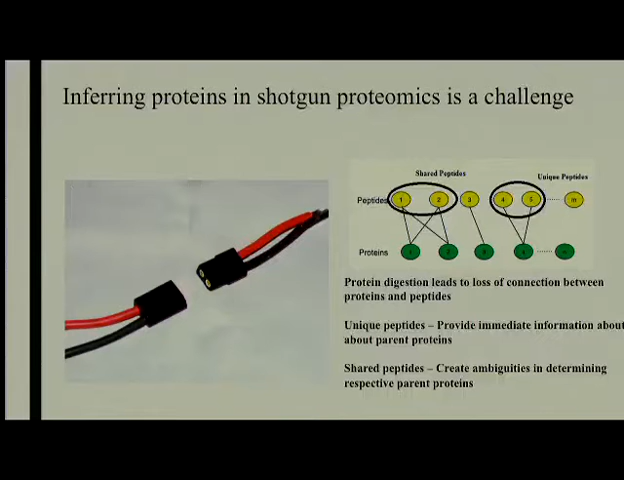 Inferring proteins in shotgun proteomics is a challenge
Shared Peptides
Unique Peptides
Peptides
1 2 3 4 5 m
Proteins
Protein digestion leads to loss of connection between
proteins and peptides
Unique peptides – Provide immediate information about
about parent proteins
Shared peptides – Create ambiguities in determining
respective parent proteins